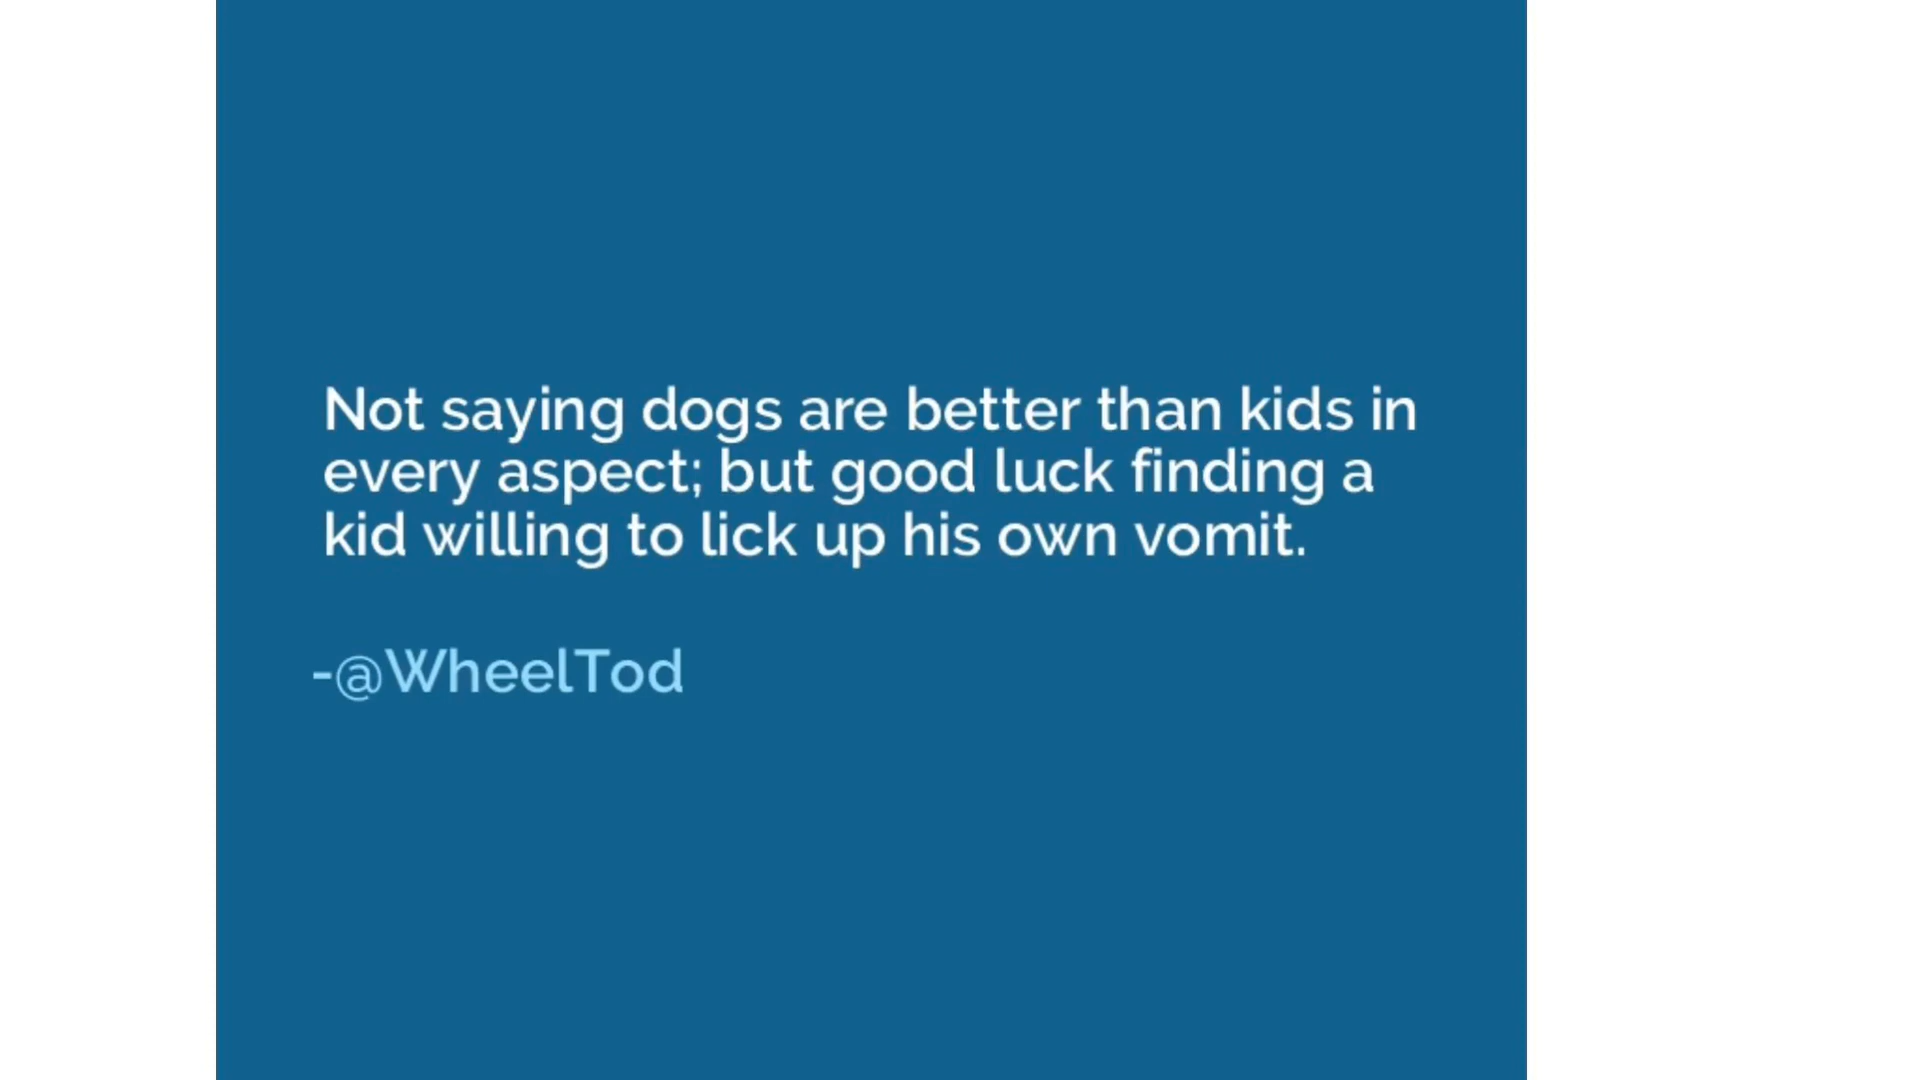 Not saying dogs are better than kids in
every aspect; but good luck finding a
kid willing to lick up his own vomit.
-@WheelTod